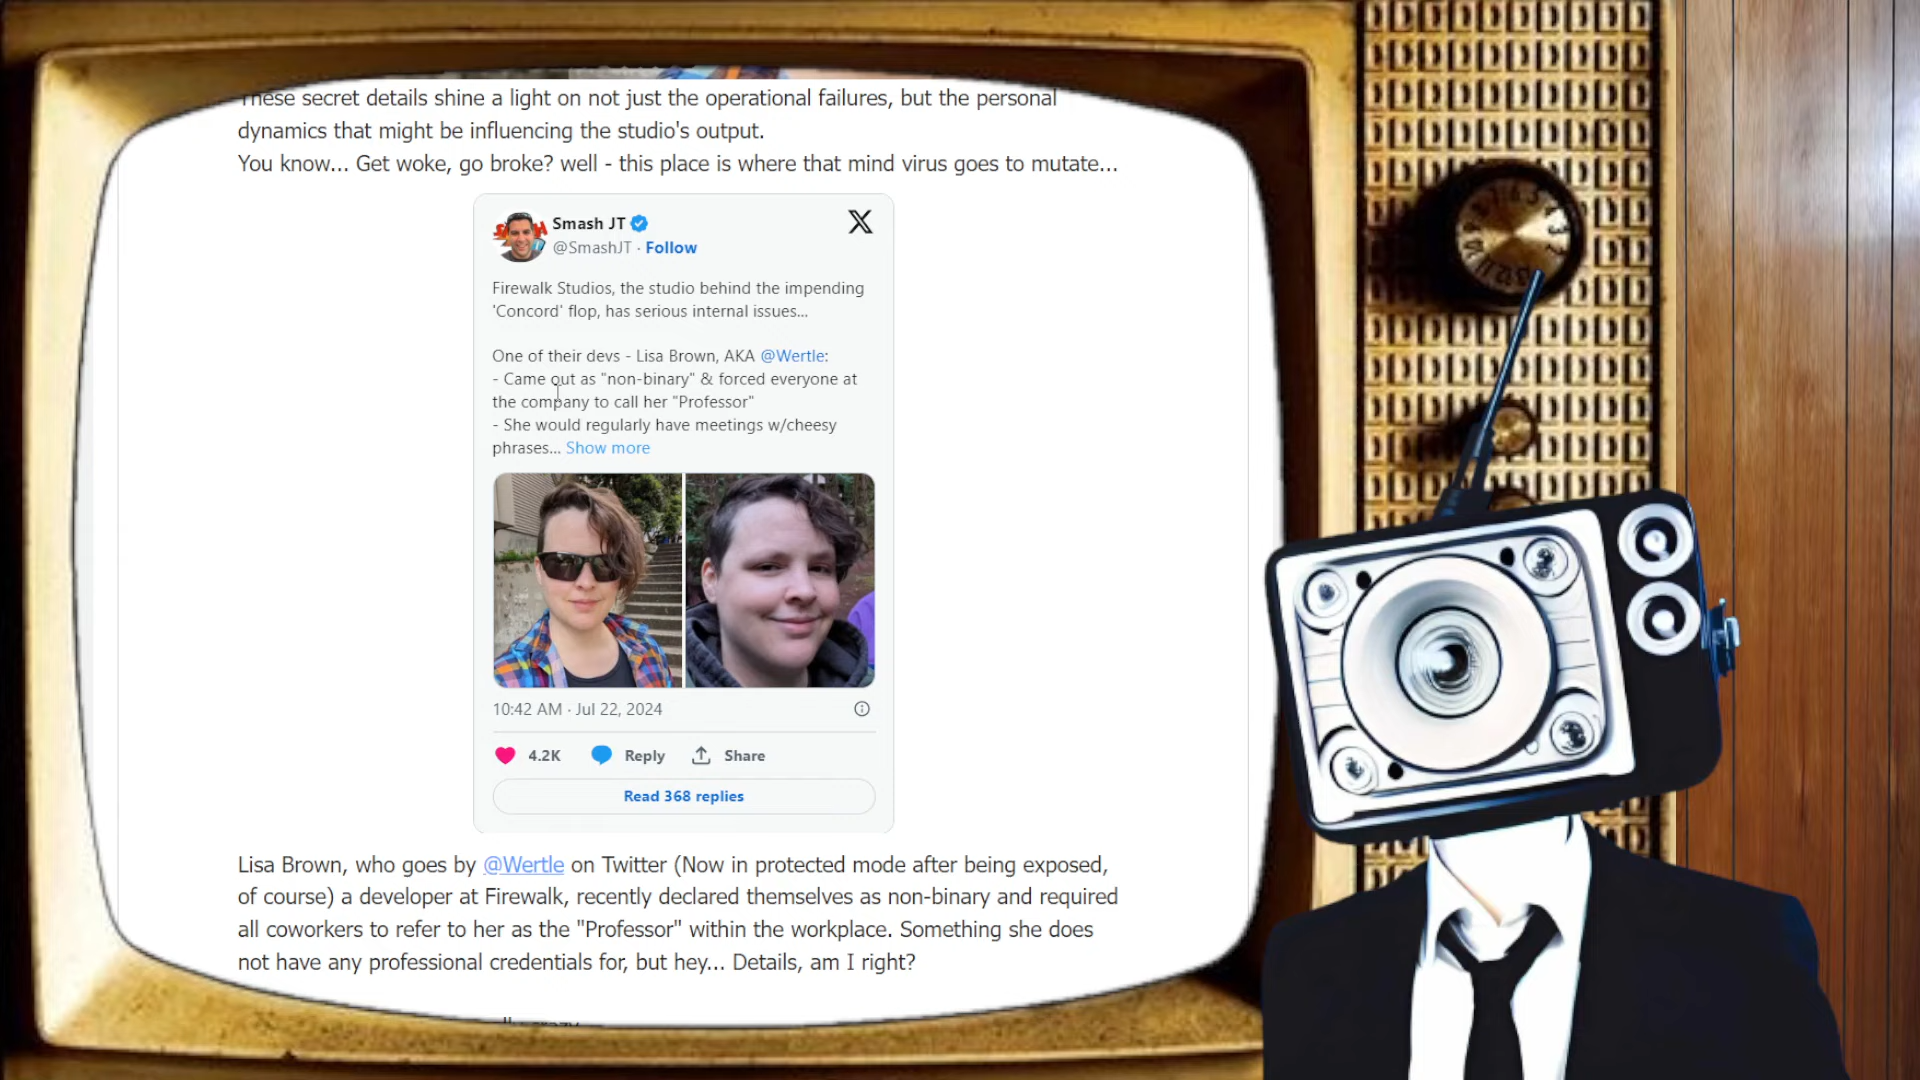 These secret details shine a light on not just the operational failures, but the personal
dynamics that might be influencing the studio's output.
You know... Get woke, go broke? well - this place is where that mind virus goes to mutate...
Smash JT
@SmashJT · Follow
X
Firewalk Studios, the studio behind the impending
'Concord' flop, has serious internal issues...
One of their devs - Lisa Brown, AKA @Wertle:
- Came out as "non-binary" & forced everyone at
the company to call her "Professor"
- She would regularly have meetings w/cheesy
phrases... Show more
10:42 AM · Jul 22, 2024
4.2K Reply Share
Read 368 replies
Lisa Brown, who goes by @Wertle on Twitter (Now in protected mode after being exposed,
of course) a developer at Firewalk, recently declared themselves as non-binary and required
all coworkers to refer to her as the "Professor" within the workplace. Something she does
not have any professional credentials for, but hey... Details, am I right?